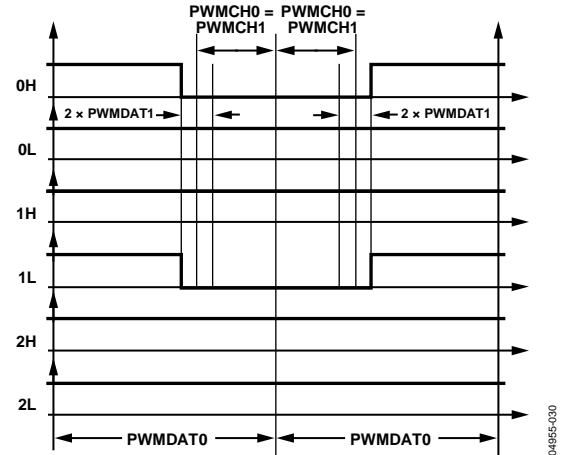 PWMCH0 = PWMCH0 =
PWMCH1 PWMCH1
0H
2 × PWMDAT1 2 × PWMDAT1
0L
1H
1L
2H
2L
PWMDAT0 PWMDAT0
04955-030